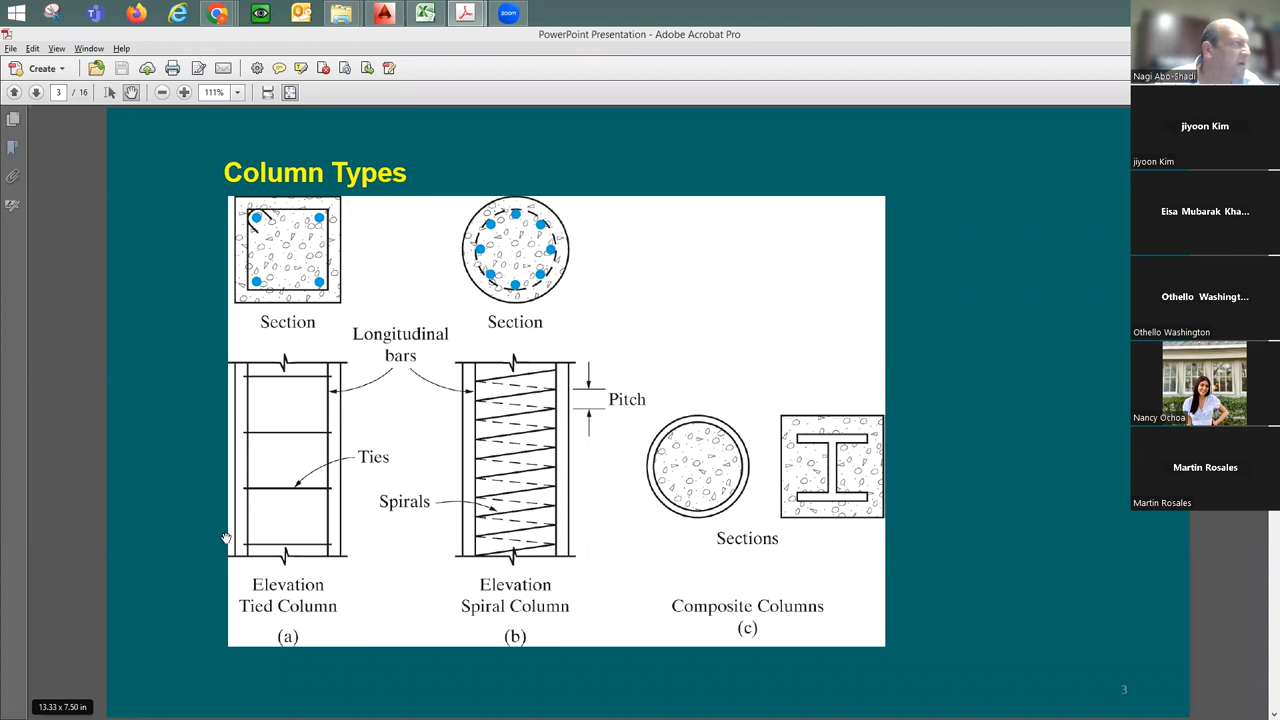 zoom
PowerPoint Presentation - Adobe Acrobat Pro
File Edit View Window Help
Create
3 / 16 111%
Column Types
Section Section
Longitudinal
bars
Pitch
Ties
Spirals
Sections
Elevation
Tied Column
(a)
Elevation
Spiral Column
(b)
Composite Columns
(c)
3
13.33 x 7.50 in
Nagi Abo-Shadi
jiyoon Kim
jiyoon Kim
Eisa Mubarak Kha...
Othello Washingt...
Othello Washington
Nancy Ochoa
Martin Rosales
Martin Rosales